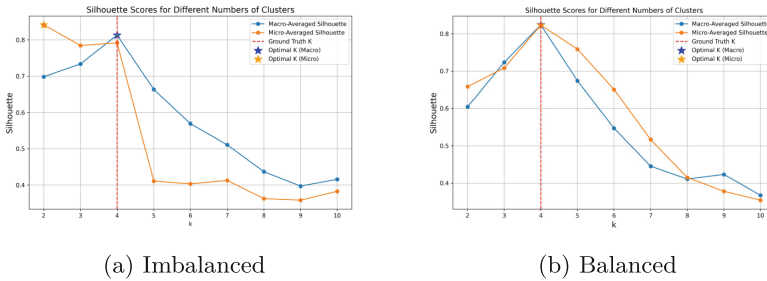 Silhouette Scores for Different Numbers of Clusters
Macro-Averaged Silhouette
Micro-Averaged Silhouette
Ground Truth K
Optimal K (Macro)
Optimal K (Micro)
Silhouette
0.8
0.7
0.6
0.5
0.4
2 3 4 5 6 7 8 9 10
k
(a) Imbalanced
Silhouette Scores for Different Numbers of Clusters
Macro-Averaged Silhouette
Micro-Averaged Silhouette
Ground Truth K
Optimal K (Macro)
Optimal K (Micro)
Silhouette
0.8
0.7
0.6
0.5
0.4
2 3 4 5 6 7 8 9 10
k
(b) Balanced